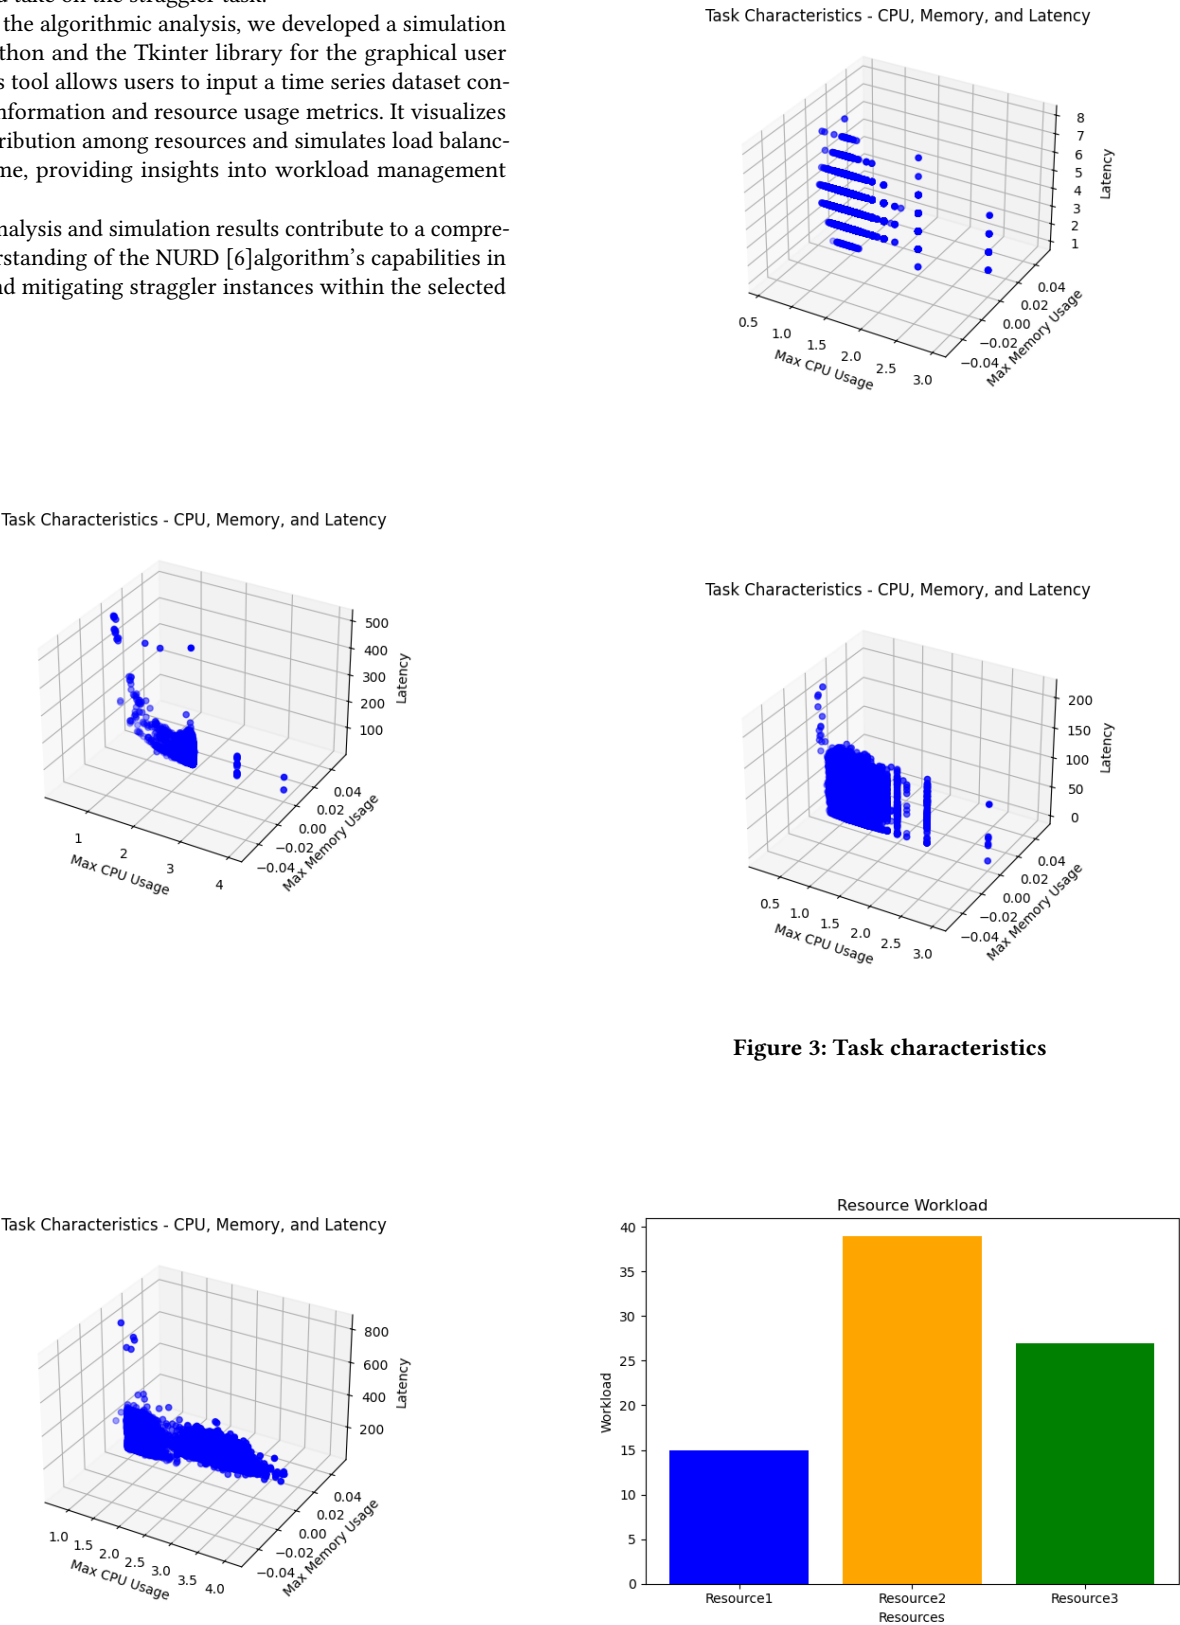 d take on the straggler task.
the algorithmic analysis, we developed a simulation
thon and the Tkinter library for the graphical user
s tool allows users to input a time series dataset con-
nformation and resource usage metrics. It visualizes
ribution among resources and simulates load balanc-
me, providing insights into workload management
nalysis and simulation results contribute to a compre-
rstanding of the NURD [6]algorithm's capabilities in
nd mitigating straggler instances within the selected
Task Characteristics - CPU, Memory, and Latency
500
400
300
200
100
Latency
0.04
0.02
0.00
−0.02
−0.04
Max Memory Usage
1
2
3
4
Max CPU Usage
Task Characteristics - CPU, Memory, and Latency
800
600
400
200
Latency
0.04
0.02
0.00
−0.02
−0.04
Max Memory Usage
1.0
1.5
2.0
2.5
3.0
3.5
4.0
Max CPU Usage
Task Characteristics - CPU, Memory, and Latency
8
7
6
5
4
3
2
1
Latency
0.04
0.02
0.00
−0.02
−0.04
Max Memory Usage
0.5
1.0
1.5
2.0
2.5
3.0
Max CPU Usage
Task Characteristics - CPU, Memory, and Latency
200
150
100
50
0
Latency
0.04
0.02
0.00
−0.02
−0.04
Max Memory Usage
0.5
1.0
1.5
2.0
2.5
3.0
Max CPU Usage
Figure 3: Task characteristics
Resource Workload
40
35
30
25
20
15
10
5
0
Workload
Resource1 Resource2 Resource3
Resources